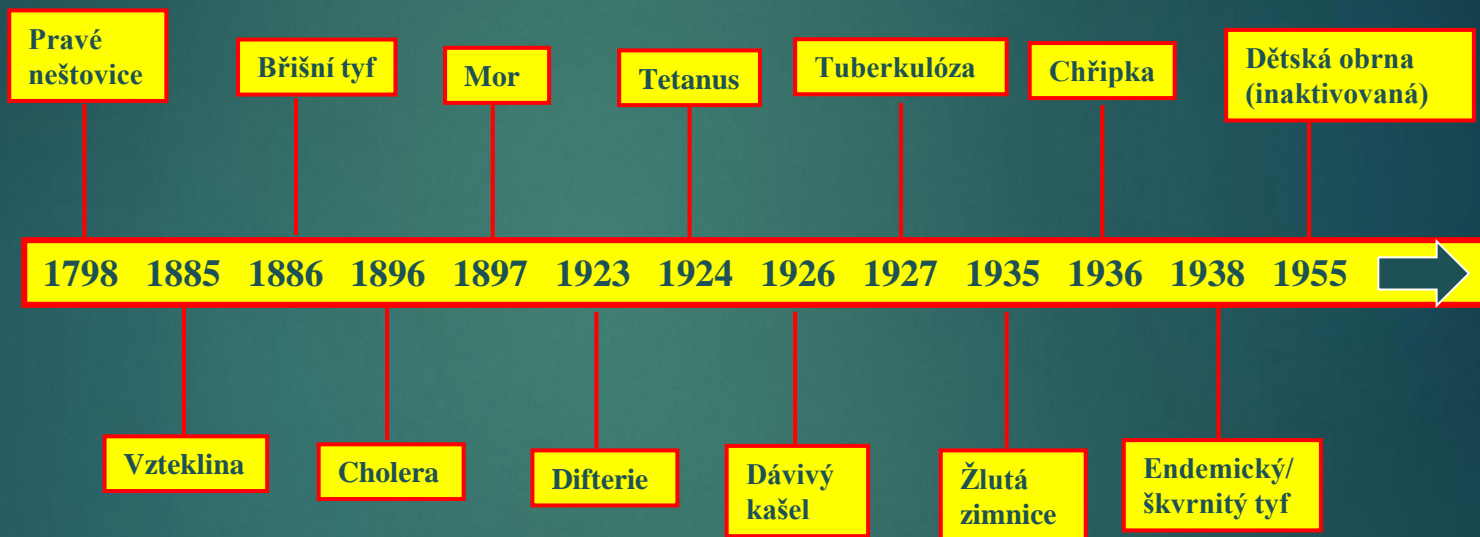 Pravé
neštovice
Břišní tyf
Mor
Tetanus
Tuberkulóza
Chřipka
Dětská obrna
(inaktivovaná)
1798 1885 1886 1896 1897 1923 1924 1926 1927 1935 1936 1938 1955
Vzteklina
Cholera
Difterie
Dávivý
kašel
Žlutá
zimnice
Endemický/
škvrnitý tyf